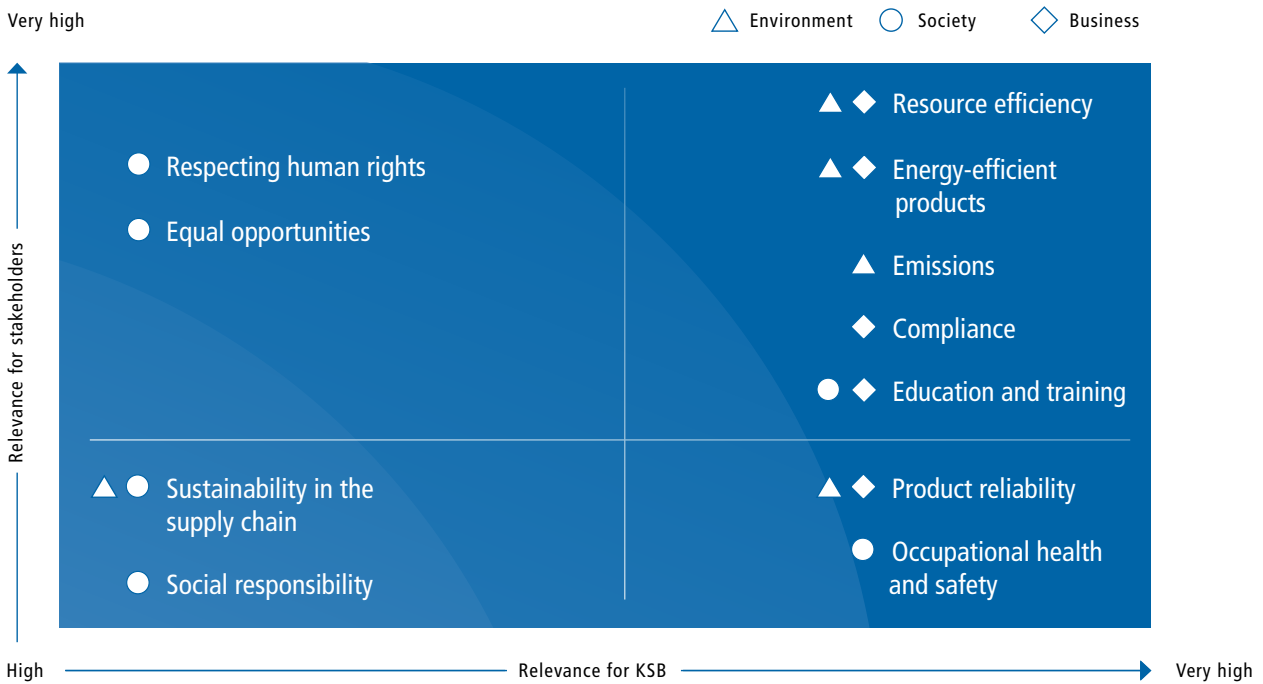 Very high
Environment
Society
Business
Resource efficiency
Respecting human rights
Energy-efficient
products
Equal opportunities
Emissions
Compliance
Education and training
Relevance for stakeholders
Sustainability in the
supply chain
Product reliability
Occupational health
and safety
Social responsibility
High
Relevance for KSB
Very high